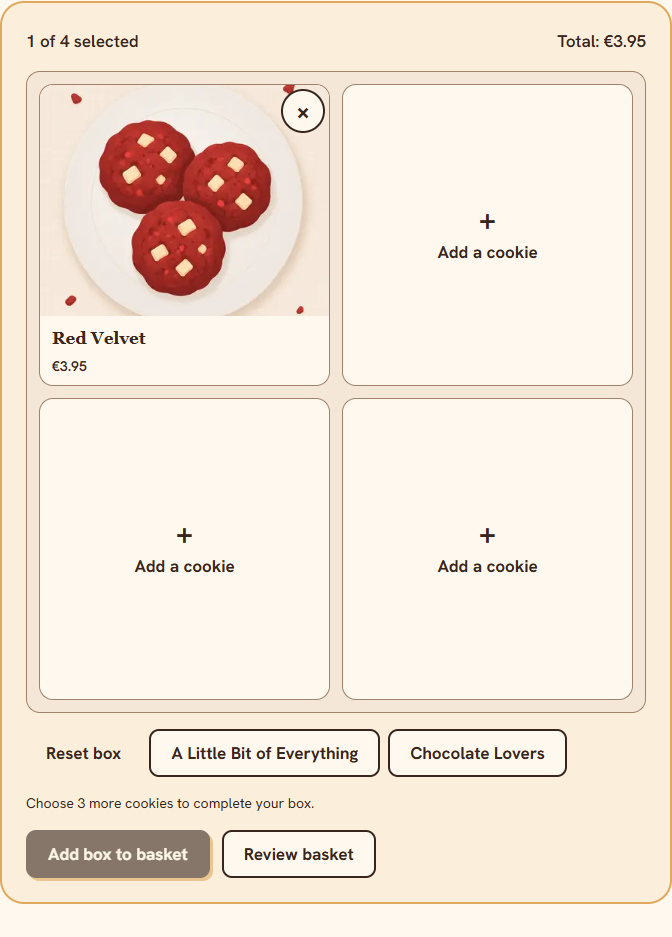 1 of 4 selected
Total: €3.95
×
Red Velvet
€3.95
+
Add a cookie
+
Add a cookie
+
Add a cookie
Reset box
A Little Bit of Everything
Chocolate Lovers
Choose 3 more cookies to complete your box.
Add box to basket
Review basket